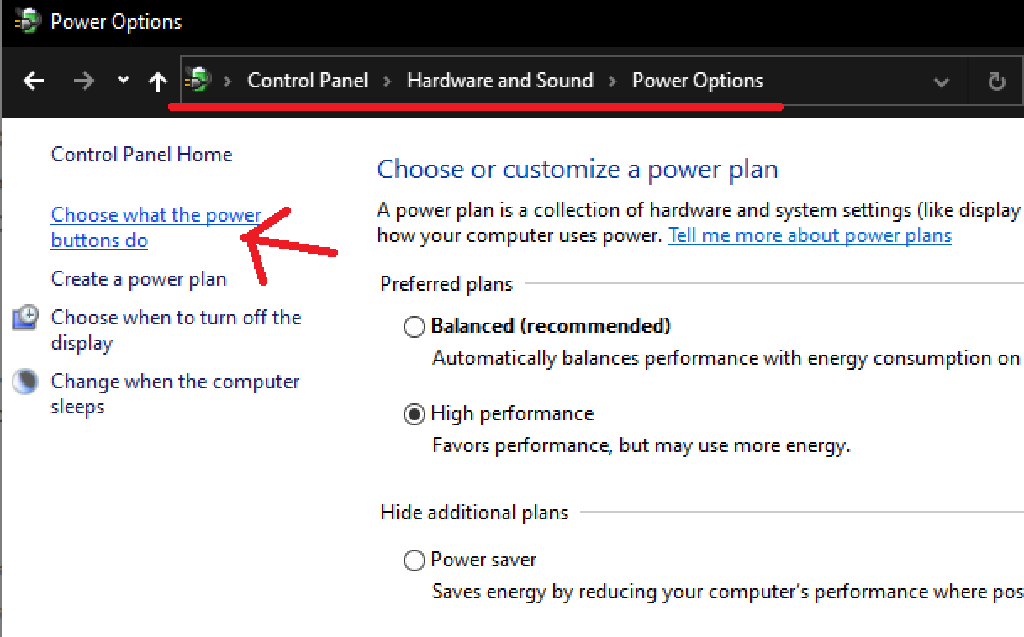 Power Options
Control Panel > Hardware and Sound > Power Options
Control Panel Home
Choose what the power
buttons do
Create a power plan
Choose when to turn off the
display
Change when the computer
sleeps
Choose or customize a power plan
A power plan is a collection of hardware and system settings (like display
how your computer uses power. Tell me more about power plans
Preferred plans
Balanced (recommended)
Automatically balances performance with energy consumption on
High performance
Favors performance, but may use more energy.
Hide additional plans
Power saver
Saves energy by reducing your computer's performance where pos